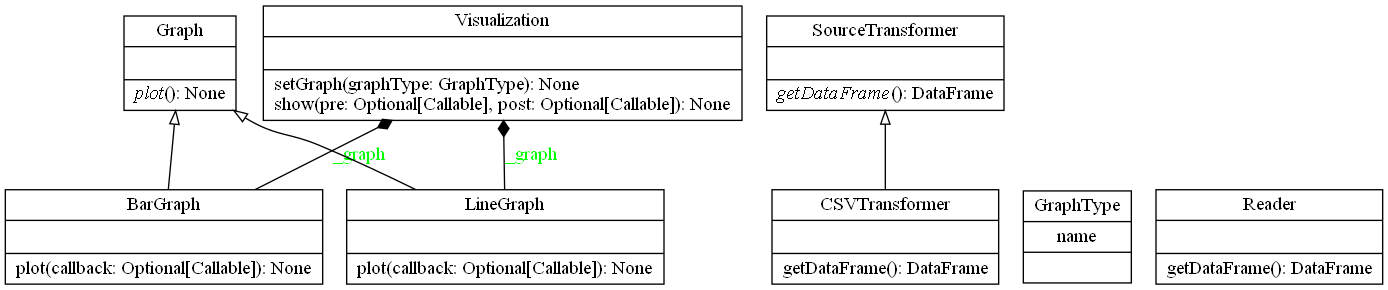 Graph
plot(): None
Visualization
setGraph(graphType: GraphType): None
show(pre: Optional[Callable], post: Optional[Callable]): None
SourceTransformer
getDataFrame(): DataFrame
_graph
_graph
BarGraph
plot(callback: Optional[Callable]): None
LineGraph
plot(callback: Optional[Callable]): None
CSVTransformer
getDataFrame(): DataFrame
GraphType
name
Reader
getDataFrame(): DataFrame